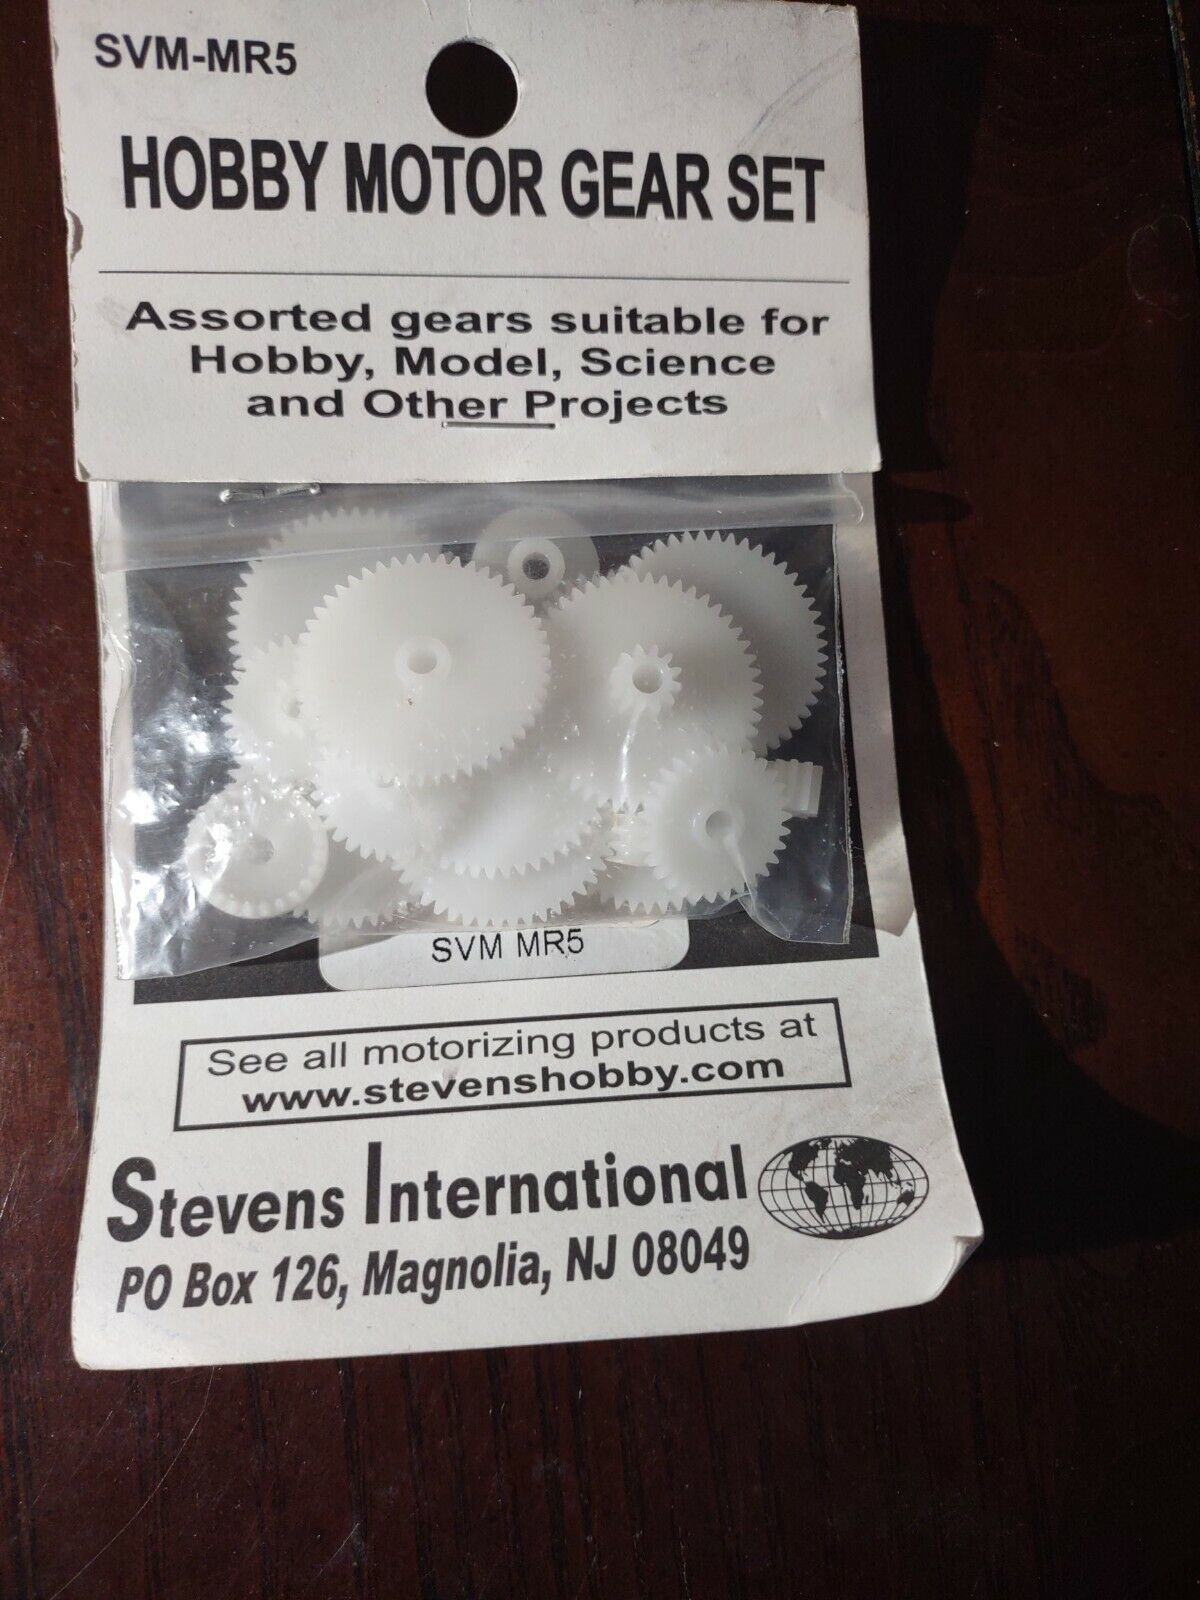 SVM-MR5
HOBBY MOTOR GEAR SET
Assorted gears suitable for
Hobby, Model, Science
and Other Projects
SVM MR5
See all motorizing products at
www.stevenshobby.com
Stevens International
PO Box 126, Magnolia, NJ 08049